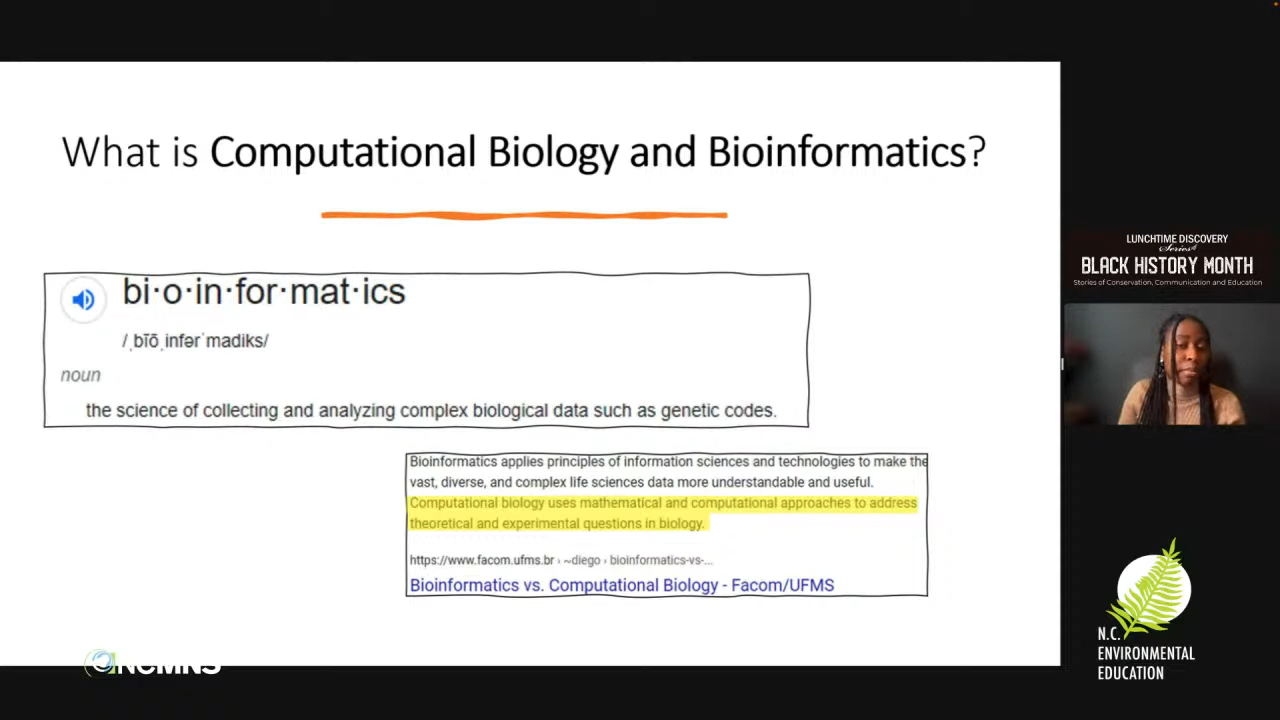 What is Computational Biology and Bioinformatics?
bi·o·in·for·mat·ics
/ˌbīōˌinfərˈmadiks/
noun
the science of collecting and analyzing complex biological data such as genetic codes.
Bioinformatics applies principles of information sciences and technologies to make the
vast, diverse, and complex life sciences data more understandable and useful.
Computational biology uses mathematical and computational approaches to address
theoretical and experimental questions in biology.
https://www.facom.ufms.br › ~diego › bioinformatics-vs-...
Bioinformatics vs. Computational Biology - Facom/UFMS
LUNCHTIME DISCOVERY
Series
BLACK HISTORY MONTH
Stories of Conservation, Communication and Education
NCMNS
N.C.
ENVIRONMENTAL
EDUCATION